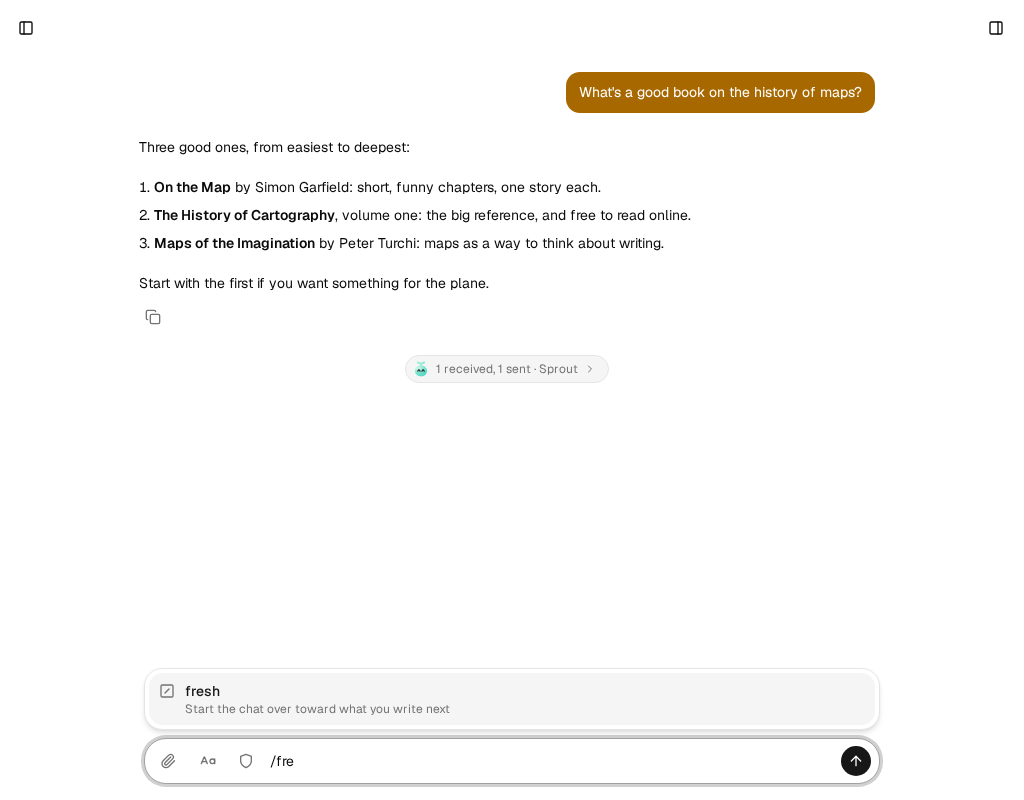 What's a good book on the history of maps?
Three good ones, from easiest to deepest:
1. On the Map by Simon Garfield: short, funny chapters, one story each.
2. The History of Cartography, volume one: the big reference, and free to read online.
3. Maps of the Imagination by Peter Turchi: maps as a way to think about writing.
Start with the first if you want something for the plane.
1 received, 1 sent · Sprout
fresh
Start the chat over toward what you write next
Aa /fre